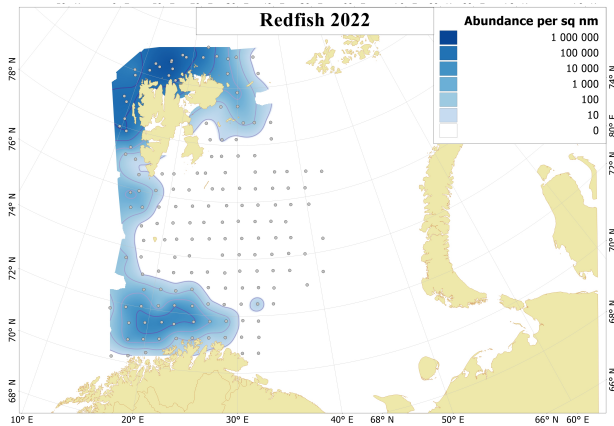 Redfish 2022
Abundance per sq nm
1 000 000
100 000
10 000
1 000
100
10
0
78° N
76° N
74° N
72° N
70° N
68° N
74° N
80° E
72° N
70° N
68° N
66° N
10° E
20° E
30° E
40° E
68° N
50° E
66° N
60° E